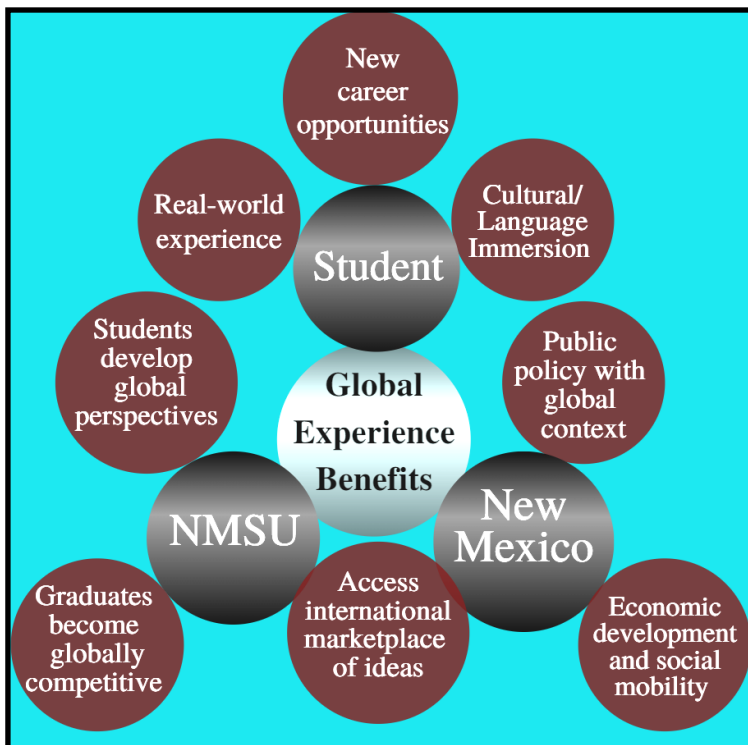 New
career
opportunities
Real-world
experience
Cultural/
Language
Immersion
Student
Students
develop
global
perspectives
Global
Experience
Benefits
Public
policy with
global
context
NMSU
New
Mexico
Graduates
become
globally
competitive
Access
international
marketplace
of ideas
Economic
development
and social
mobility